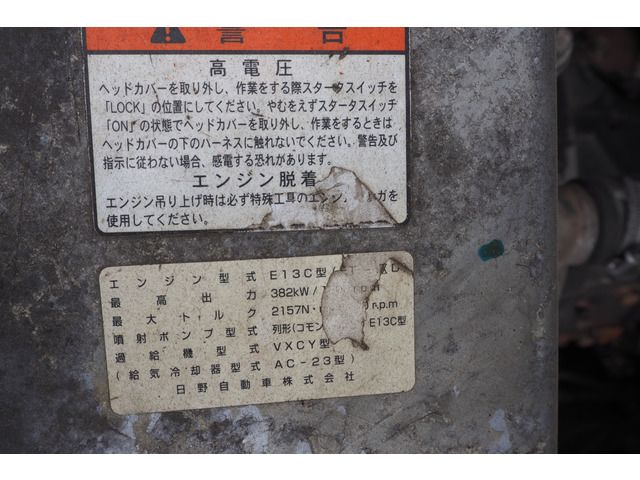 警告
高電圧
ヘッドカバーを取り外し、作業をする際スタータスイッチを
「LOCK」の位置にしてください。やむをえずスタータスイッチ
「ON」の状態でヘッドカバーを取り外し、作業をするときは
ヘッドカバーの下のハーネスに触れないでください。警告及び
指示に従わない場合、感電する恐れがあります。
エンジン脱着
エンジン吊り上げ時は必ず特殊工具のエンジン ガを
使用してください。
エンジン型式 E13C型
最高出力 382kW/ r.p.m
最大トルク 2157N・ r.p.m
噴射ポンプ型式 列形(コモン E13C型
過給機型式 VXCY型
(給気冷却器型式 AC-23型)
日野自動車株式会社